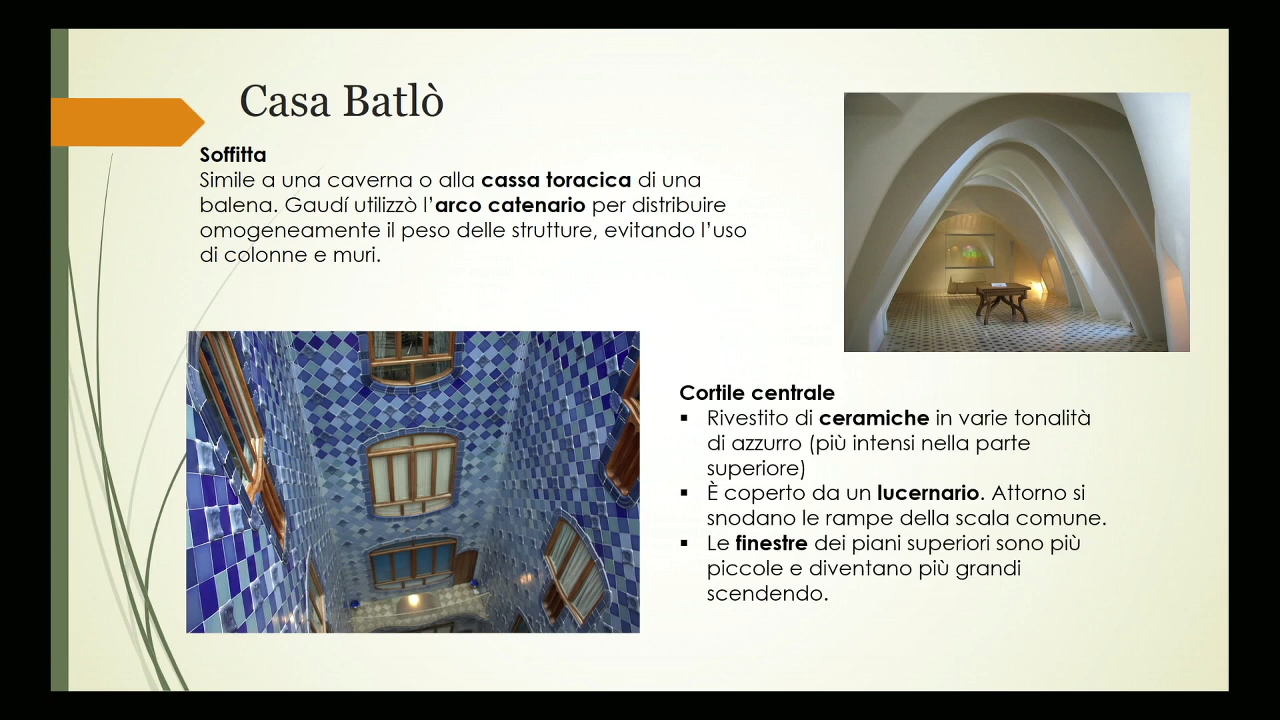 Casa Batlò
Soffitta
Simile a una caverna o alla cassa toracica di una
balena. Gaudí utilizzò l’arco catenario per distribuire
omogeneamente il peso delle strutture, evitando l’uso
di colonne e muri.
Cortile centrale
▪ Rivestito di ceramiche in varie tonalità
di azzurro (più intensi nella parte
superiore)
▪ È coperto da un lucernario. Attorno si
snodano le rampe della scala comune.
▪ Le finestre dei piani superiori sono più
piccole e diventano più grandi
scendendo.